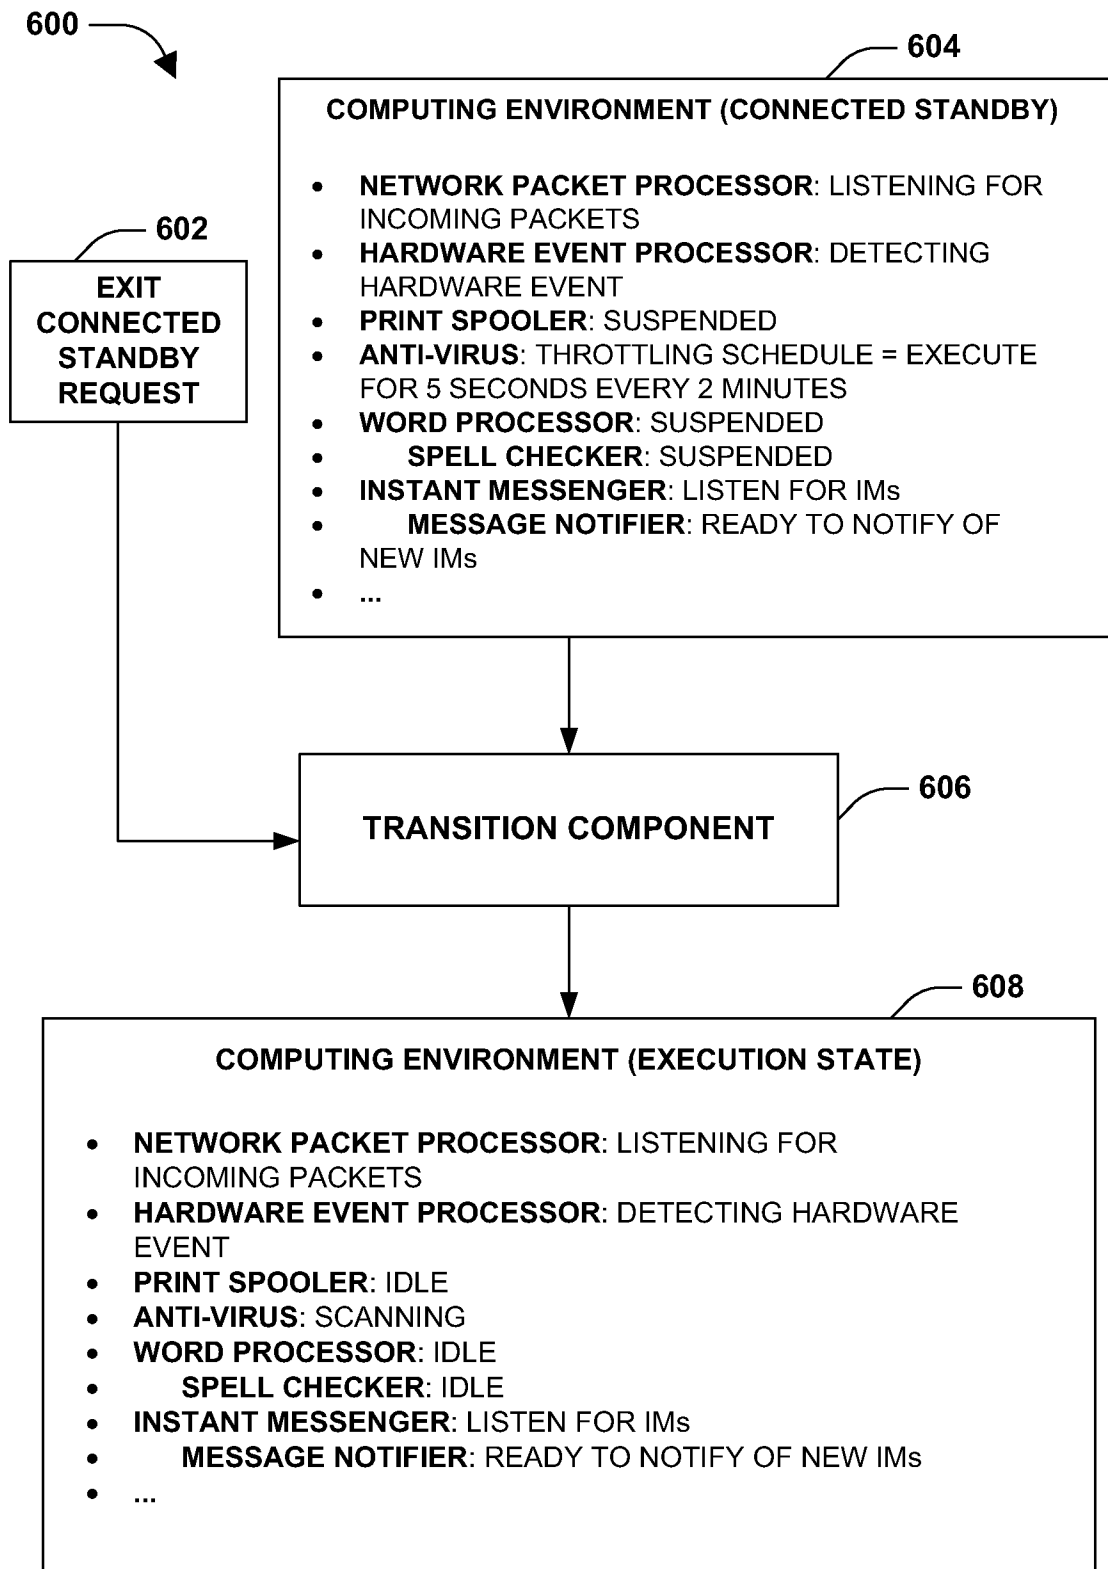 600
604
COMPUTING ENVIRONMENT (CONNECTED STANDBY)
• NETWORK PACKET PROCESSOR: LISTENING FOR
INCOMING PACKETS
• HARDWARE EVENT PROCESSOR: DETECTING
HARDWARE EVENT
• PRINT SPOOLER: SUSPENDED
• ANTI-VIRUS: THROTTLING SCHEDULE = EXECUTE
FOR 5 SECONDS EVERY 2 MINUTES
• WORD PROCESSOR: SUSPENDED
• SPELL CHECKER: SUSPENDED
• INSTANT MESSENGER: LISTEN FOR IMs
• MESSAGE NOTIFIER: READY TO NOTIFY OF
NEW IMs
• ...
602
EXIT
CONNECTED
STANDBY
REQUEST
606
TRANSITION COMPONENT
608
COMPUTING ENVIRONMENT (EXECUTION STATE)
• NETWORK PACKET PROCESSOR: LISTENING FOR
INCOMING PACKETS
• HARDWARE EVENT PROCESSOR: DETECTING HARDWARE
EVENT
• PRINT SPOOLER: IDLE
• ANTI-VIRUS: SCANNING
• WORD PROCESSOR: IDLE
• SPELL CHECKER: IDLE
• INSTANT MESSENGER: LISTEN FOR IMs
• MESSAGE NOTIFIER: READY TO NOTIFY OF NEW IMs
• ...